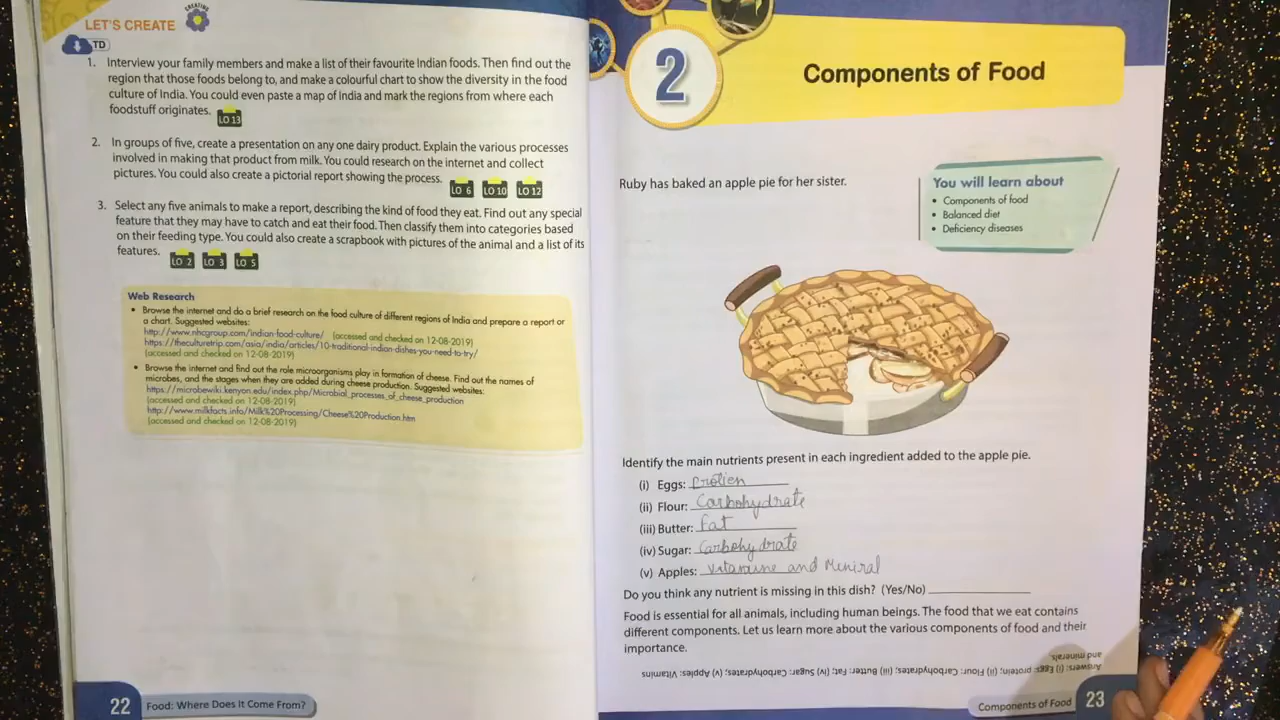 LET'S CREATE
CREATING
TD
1. Interview your family members and make a list of their favourite Indian foods. Then find out the
region that those foods belong to, and make a colourful chart to show the diversity in the food
culture of India. You could even paste a map of India and mark the regions from where each
foodstuff originates.
LO 13
2. In groups of five, create a presentation on any one dairy product. Explain the various processes
involved in making that product from milk. You could research on the internet and collect
pictures. You could also create a pictorial report showing the process.
LO 6 LO 10 LO 12
3. Select any five animals to make a report, describing the kind of food they eat. Find out any special
feature that they may have to catch and eat their food. Then classify them into categories based
on their feeding type. You could also create a scrapbook with pictures of the animal and a list of its
features.
LO 2 LO 3 LO 5
Web Research
• Browse the internet and do a brief research on the food culture of different regions of India and prepare a report or
a chart. Suggested websites:
http://www.nhcgroup.com/indian-food-culture/ (accessed and checked on 12-08-2019)
https://theculturetrip.com/asia/india/articles/10-traditional-indian-dishes-you-need-to-try/
(accessed and checked on 12-08-2019)
• Browse the internet and find out the role microorganisms play in formation of cheese. Find out the names of
microbes, and the stages when they are added during cheese production. Suggested websites:
https://microbewiki.kenyon.edu/index.php/Microbial_processes_of_cheese_production
(accessed and checked on 12-08-2019)
http://www.milkfacts.info/Milk%20Processing/Cheese%20Production.htm
(accessed and checked on 12-08-2019)
22 Food: Where Does It Come From?
2
Components of Food
Ruby has baked an apple pie for her sister.
You will learn about
• Components of food
• Balanced diet
• Deficiency diseases
Identify the main nutrients present in each ingredient added to the apple pie.
(i) Eggs: Protien
(ii) Flour: Carbohydrate
(iii) Butter: Fat
(iv) Sugar: Carbohydrate
(v) Apples: Vitamine and Meniral
Do you think any nutrient is missing in this dish? (Yes/No)
Food is essential for all animals, including human beings. The food that we eat contains
different components. Let us learn more about the various components of food and their
importance.
Answers: (i) Eggs: protein; (ii) Flour: Carbohydrates; (iii) Butter: Fat; (iv) Sugar: Carbohydrates; (v) Apples: Vitamins
and minerals
Components of Food 23